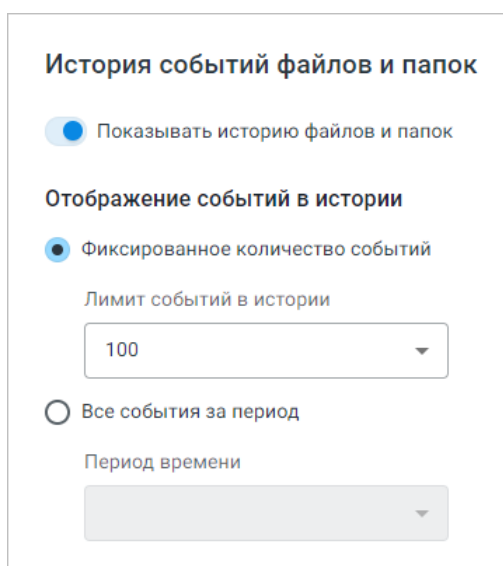 История событий файлов и папок
Показывать историю файлов и папок
Отображение событий в истории
Фиксированное количество событий
Лимит событий в истории
100
Все события за период
Период времени